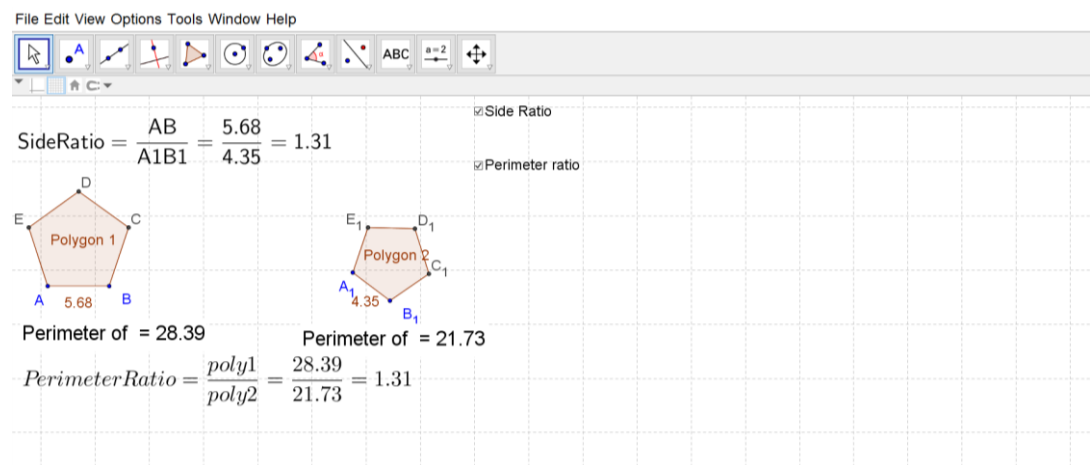 File Edit View Options Tools Window Help
A
ABC
a=2
Side Ratio
SideRatio = AB / A1B1 = 5.68 / 4.35 = 1.31
Perimeter ratio
D
E
C
Polygon 1
A
5.68
B
E₁
D₁
Polygon 2
C₁
A₁
4.35
B₁
Perimeter of = 28.39
Perimeter of = 21.73
PerimeterRatio = poly1 / poly2 = 28.39 / 21.73 = 1.31